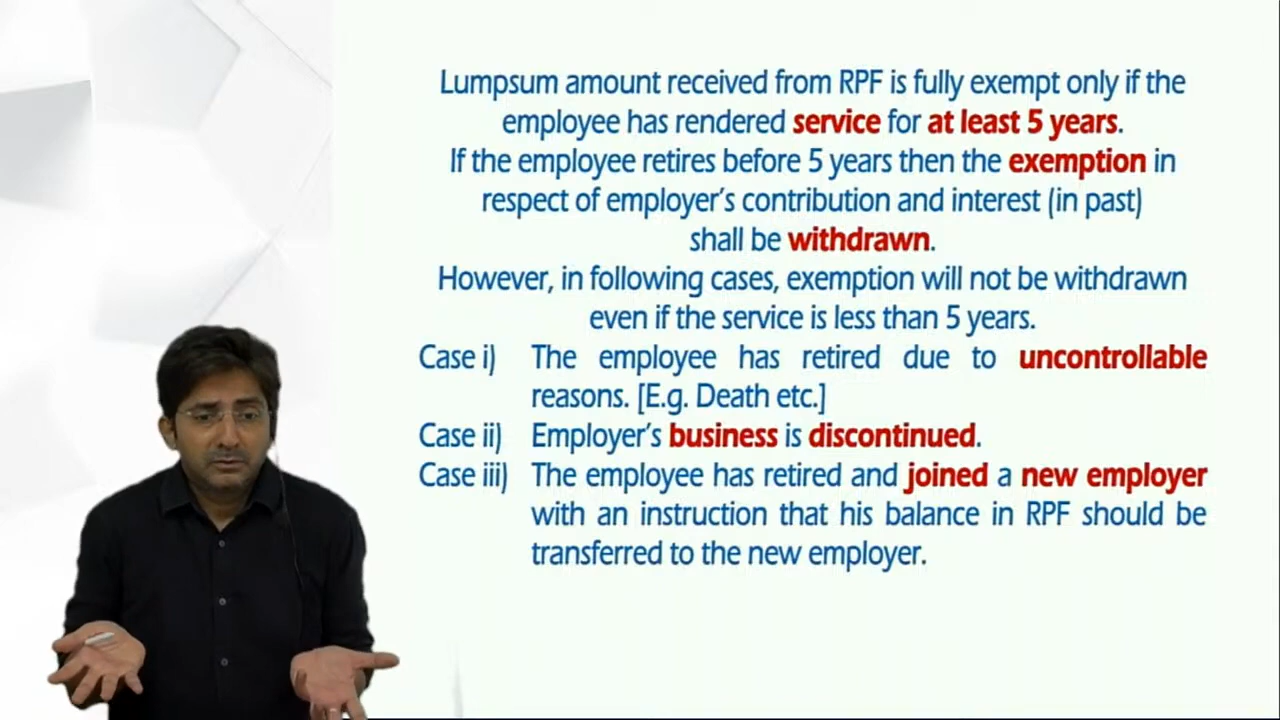 Lumpsum amount received from RPF is fully exempt only if the
employee has rendered service for at least 5 years.
If the employee retires before 5 years then the exemption in
respect of employer's contribution and interest (in past)
shall be withdrawn.
However, in following cases, exemption will not be withdrawn
even if the service is less than 5 years.
Case i) The employee has retired due to uncontrollable
reasons. [E.g. Death etc.]
Case ii) Employer's business is discontinued.
Case iii) The employee has retired and joined a new employer
with an instruction that his balance in RPF should be
transferred to the new employer.